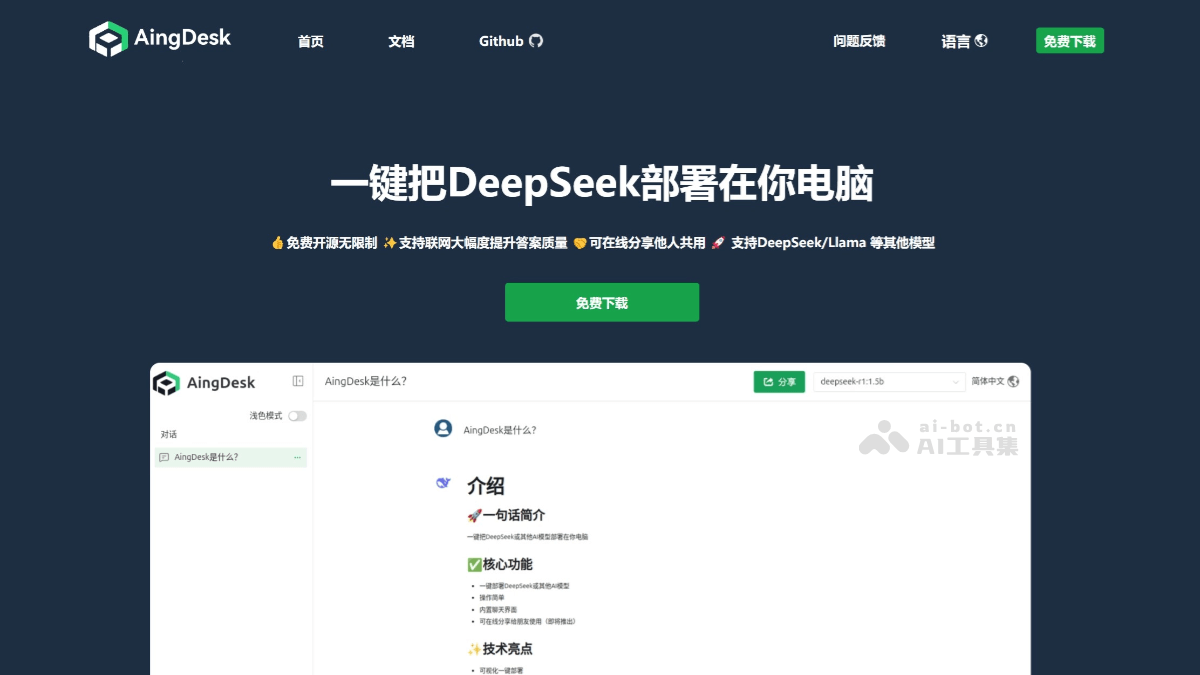 AingDesk 首页 文档 Github 问题反馈 语言 免费下载
一键把DeepSeek部署在你电脑
👍免费开源无限制 ✨支持联网大幅度提升答案质量 🤝可在线分享他人共用 🚀 支持DeepSeek/Llama 等其他模型
免费下载
AingDesk
AingDesk是什么?
分享
deepseek-r1:1.5b
简体中文
浅色模式
对话
AingDesk是什么?
AingDesk是什么?
ai-bot.cn
AI工具集
介绍
🚀一句话简介
一键把DeepSeek或其他AI模型部署在你电脑
✅核心功能
• 一键部署DeepSeek或其他AI模型
• 操作简单
• 内置聊天界面
• 可在线分享给朋友使用（即将推出）
✨技术亮点
• 可视化一键部署